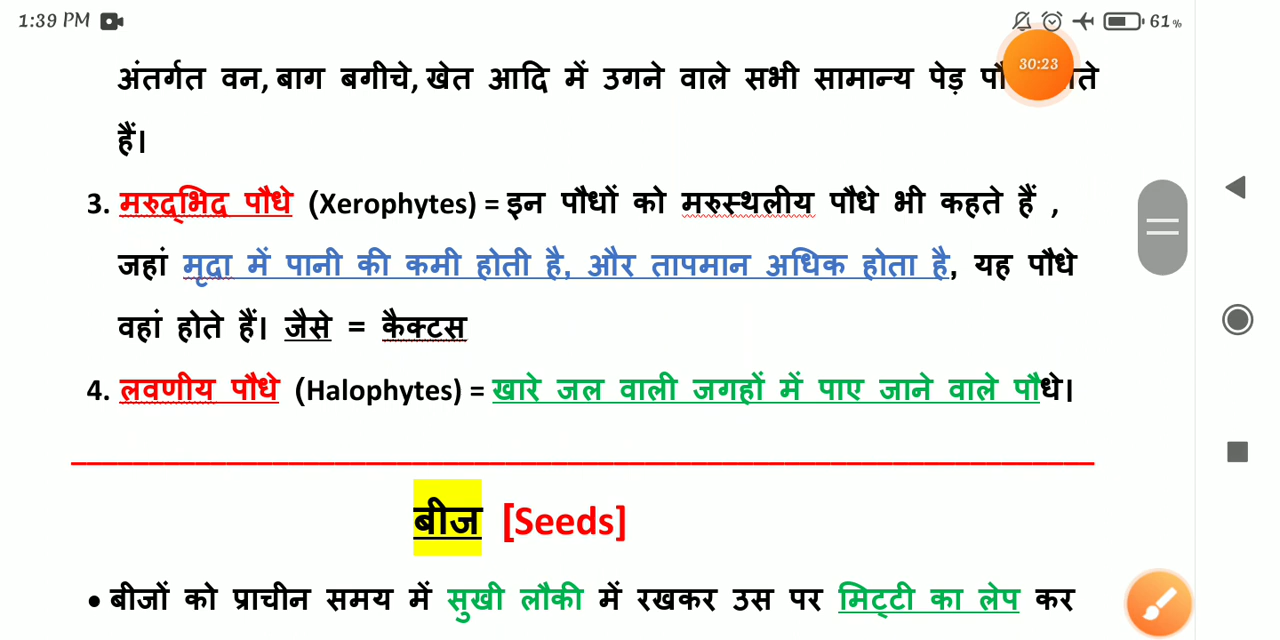 1:39 PM
61%
30:23
अंतर्गत वन, बाग बगीचे, खेत आदि में उगने वाले सभी सामान्य पेड़
हैं।
3. मरुद्भिद पौधे (Xerophytes) = इन पौधों को मरुस्थलीय पौधे भी कहते हैं ,
जहां मृदा में पानी की कमी होती है, और तापमान अधिक होता है, यह पौधे
वहां होते हैं। जैसे = कैक्टस
4. लवणीय पौधे (Halophytes) = खारे जल वाली जगहों में पाए जाने वाले पौधे।
बीज [Seeds]
• बीजों को प्राचीन समय में सुखी लौकी में रखकर उस पर मिट्टी का लेप कर